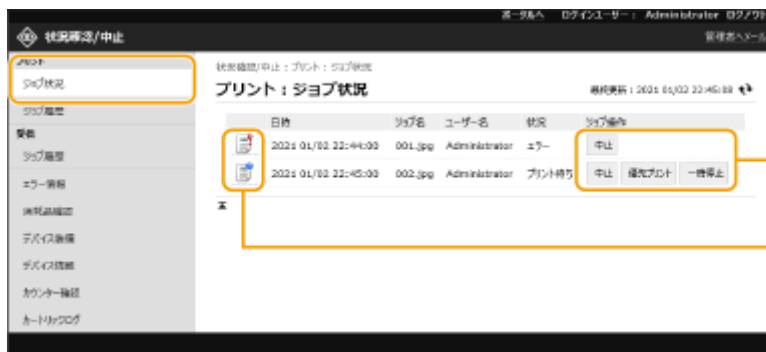 ポータルへ ログインユーザー： Administrator ログアウト
状況確認/中止
管理者へメール
プリント
ジョブ状況
ジョブ履歴
受信
ジョブ履歴
エラー情報
消耗品確認
デバイス装備
デバイス情報
カウンター確認
カートリッジログ
状況確認/中止 : プリント : ジョブ状況
プリント : ジョブ状況
最終更新 : 2021 01/02 22:45:08
日時 ジョブ名 ユーザー名 状況 ジョブ操作
2021 01/02 22:44:00 001.jpg Administrator エラー 中止
2021 01/02 22:45:00 002.jpg Administrator プリント待ち 中止 優先プリント 一時停止